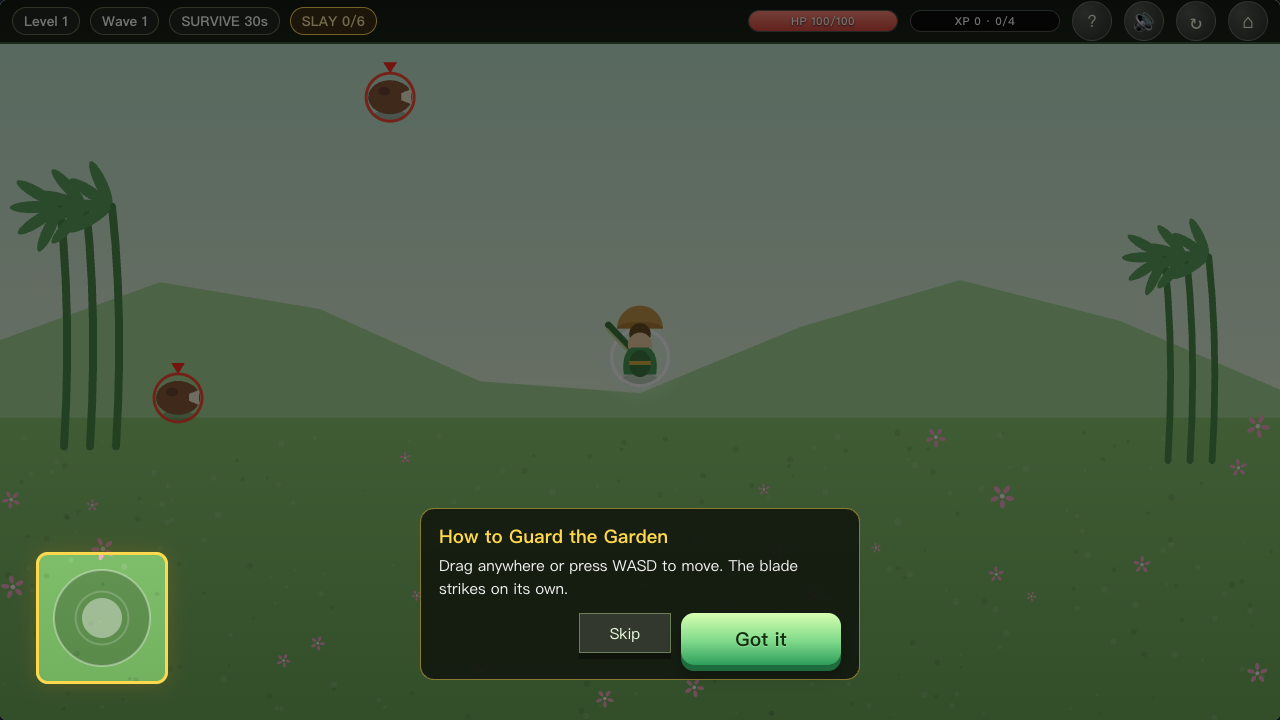 Level 1
Wave 1
SURVIVE 30s
SLAY 0/6
HP 100/100
XP 0 · 0/4
?
How to Guard the Garden
Drag anywhere or press WASD to move. The blade
strikes on its own.
Skip
Got it